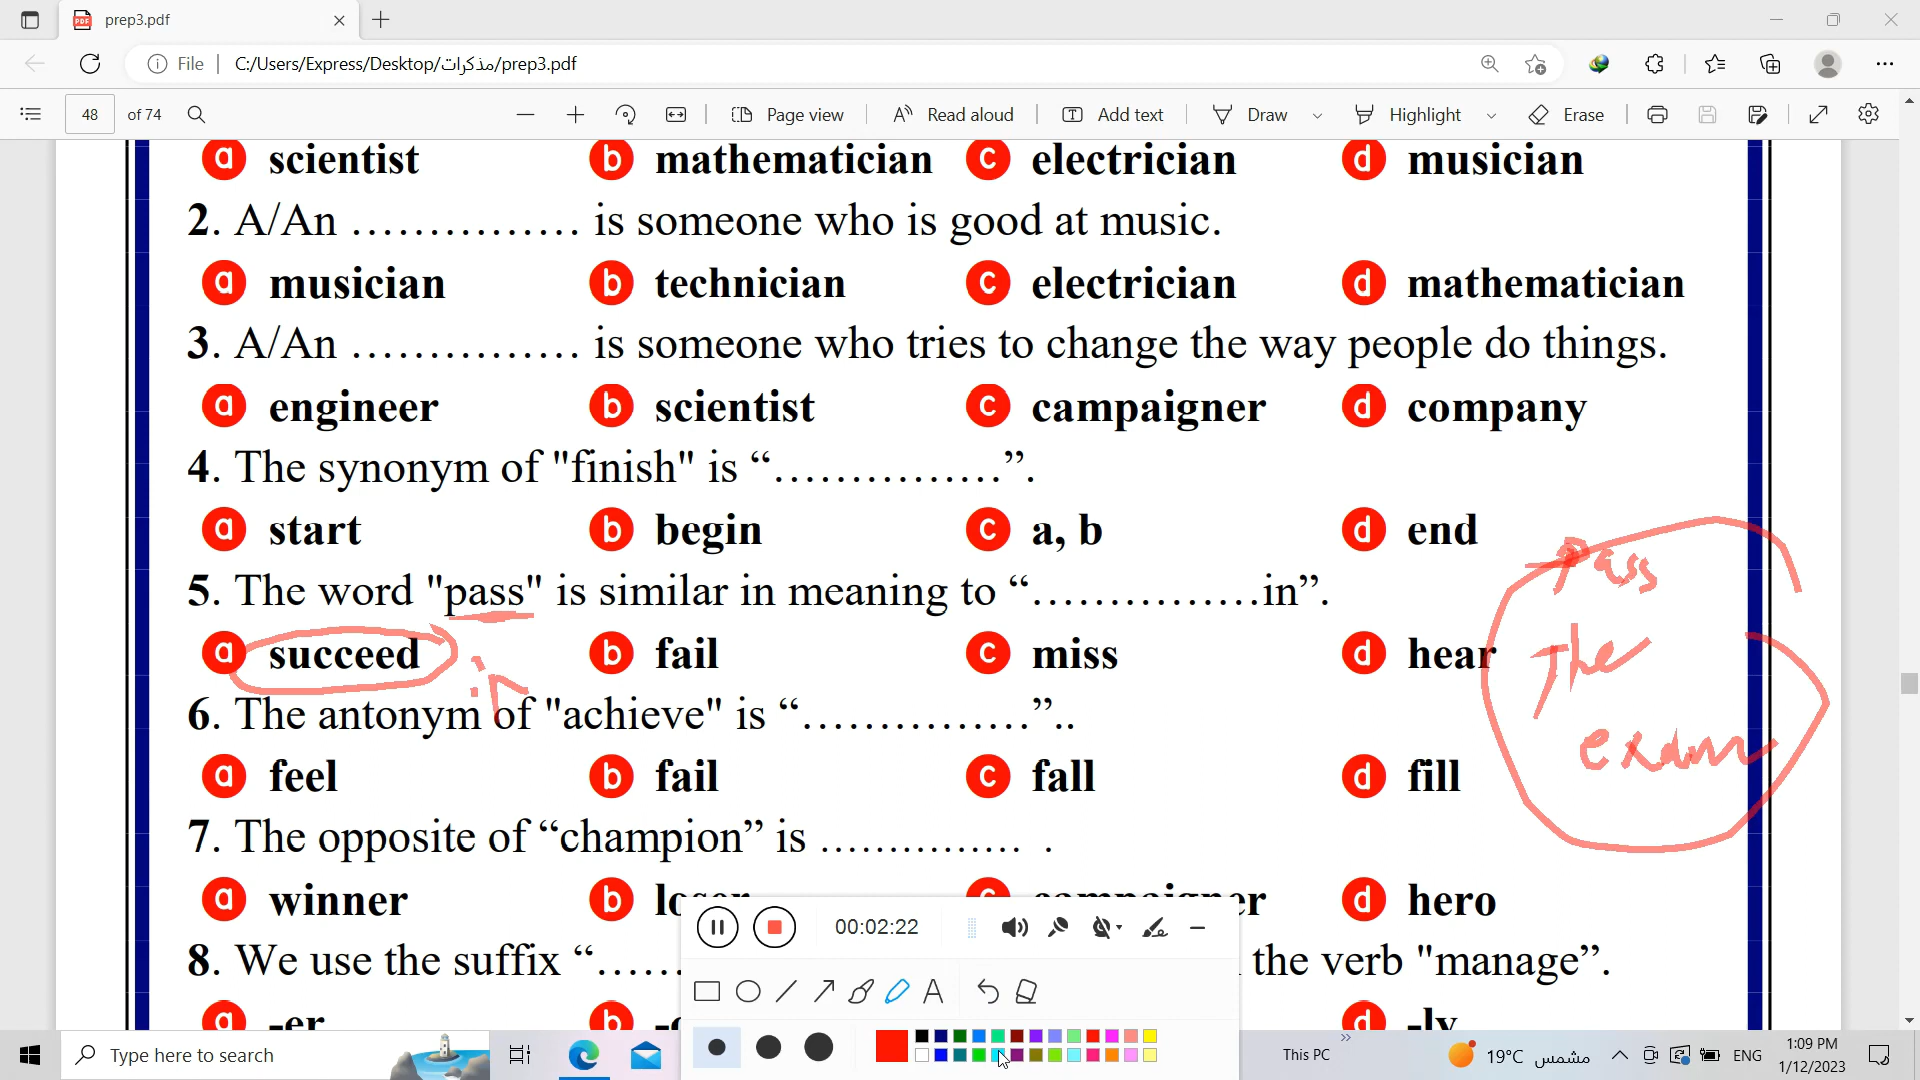 prep3.pdf
File C:/Users/Express/Desktop/مذكرات/prep3.pdf
48 of 74 Page view Read aloud Add text Draw Highlight Erase
a scientist b mathematician c electrician d musician
2. A/An …………… is someone who is good at music.
a musician b technician c electrician d mathematician
3. A/An …………… is someone who tries to change the way people do things.
a engineer b scientist c campaigner d company
4. The synonym of "finish" is “……………”.
a start b begin c a, b d end
5. The word "pass" is similar in meaning to “……………in”.
Pass
a succeed b fail c miss d hear
in
The
6. The antonym of "achieve" is “……………”..
exam
a feel b fail c fall d fill
7. The opposite of “champion” is …………… .
a winner b loser c campaigner d hero
00:02:22
8. We use the suffix “…… the verb "manage”.
a -er b d -ly
Type here to search This PC 19°C مشمس ENG 1:09 PM
1/12/2023